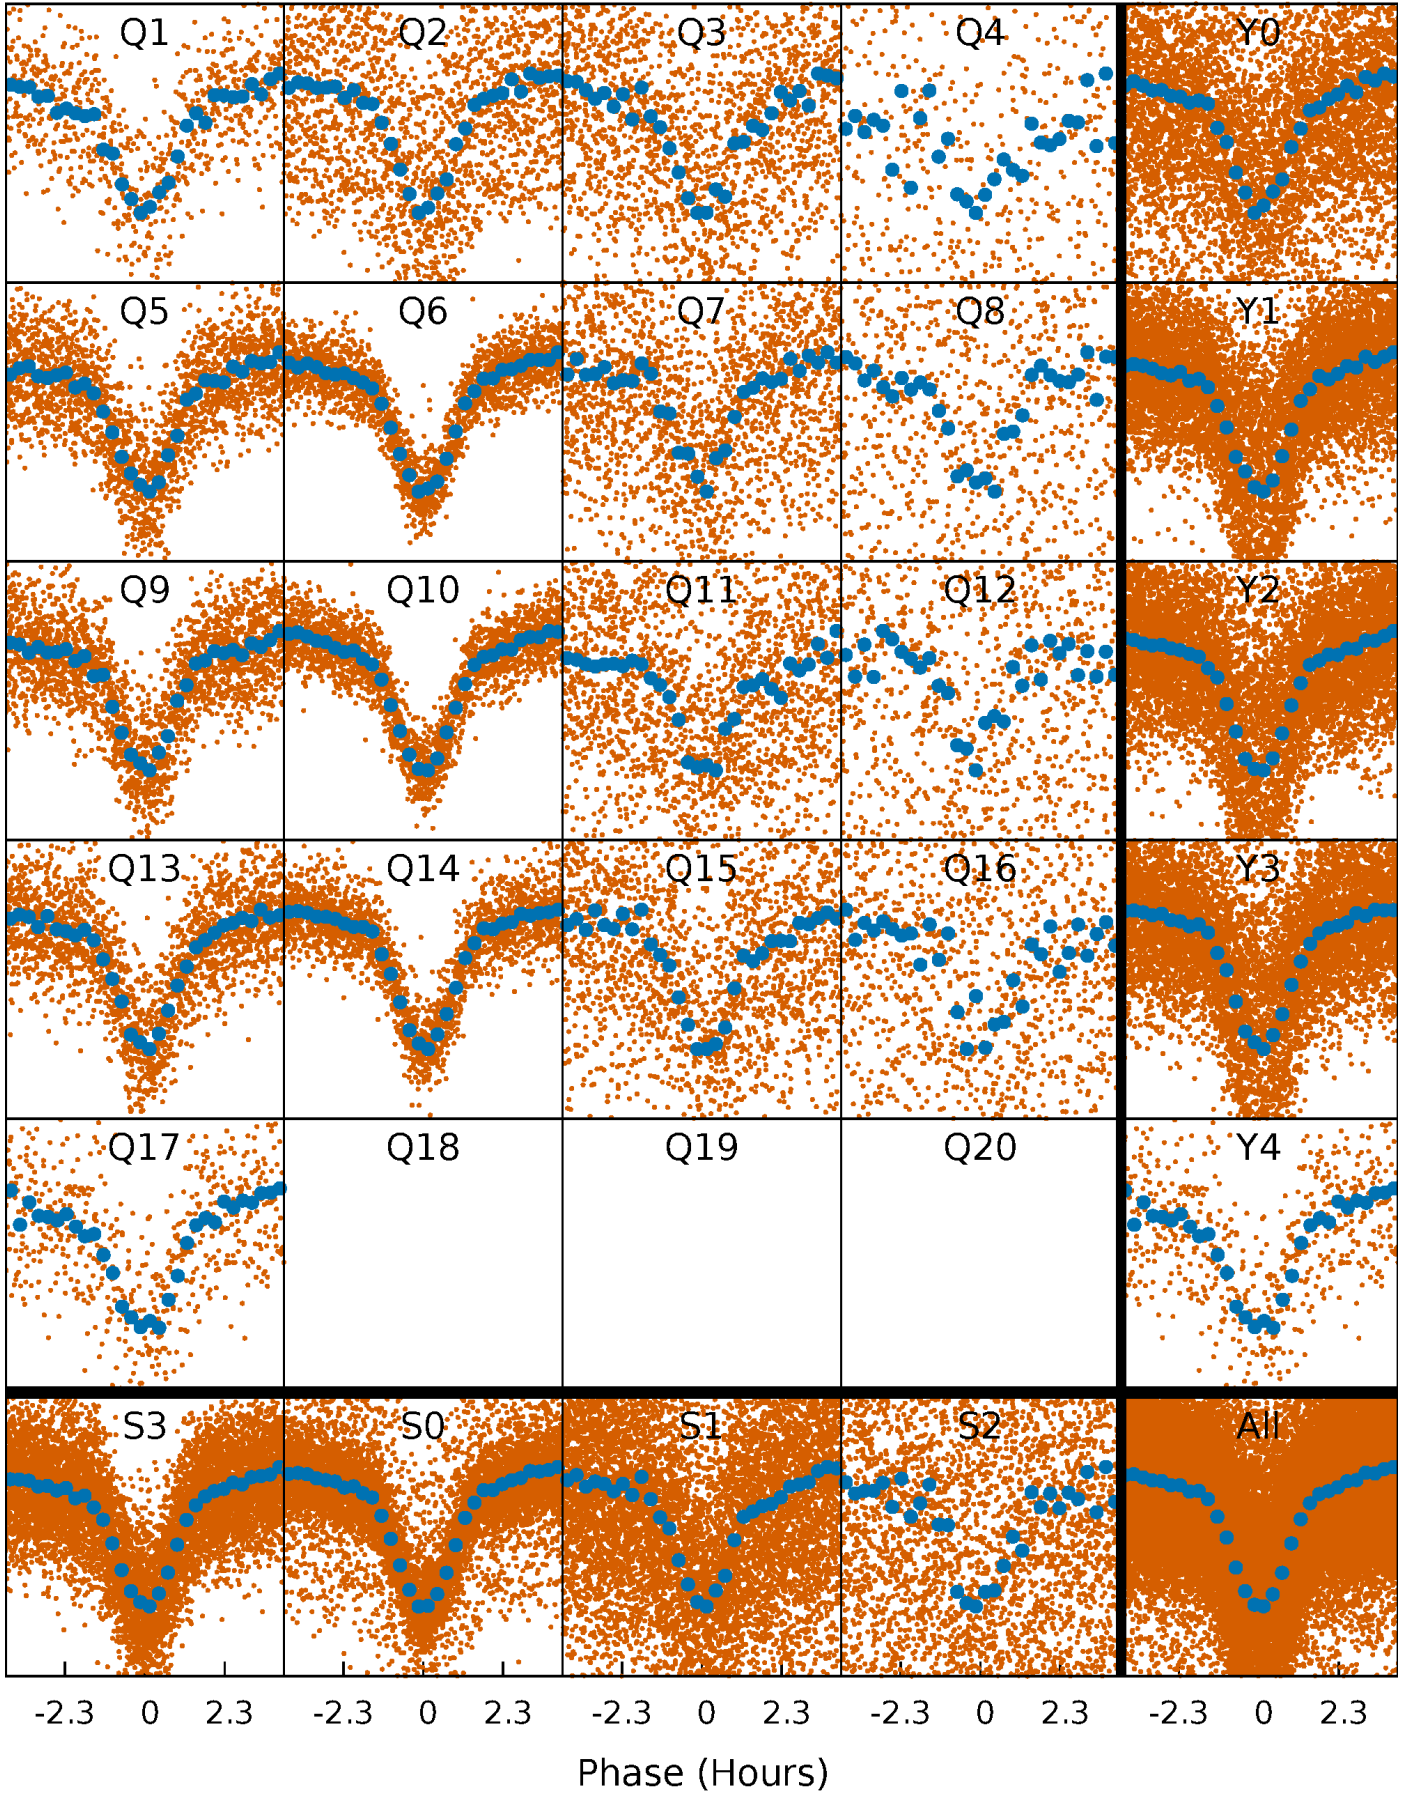 Q1 Q2 Q3 Q4 Y0
Q5 Q6 Q7 Q8 Y1
Q9 Q10 Q11 Q12 Y2
Q13 Q14 Q15 Q16 Y3
Q17 Q18 Q19 Q20 Y4
S3 S0 S1 S2 All
-2.3 0 2.3 -2.3 0 2.3 -2.3 0 2.3 -2.3 0 2.3 -2.3 0 2.3
Phase (Hours)